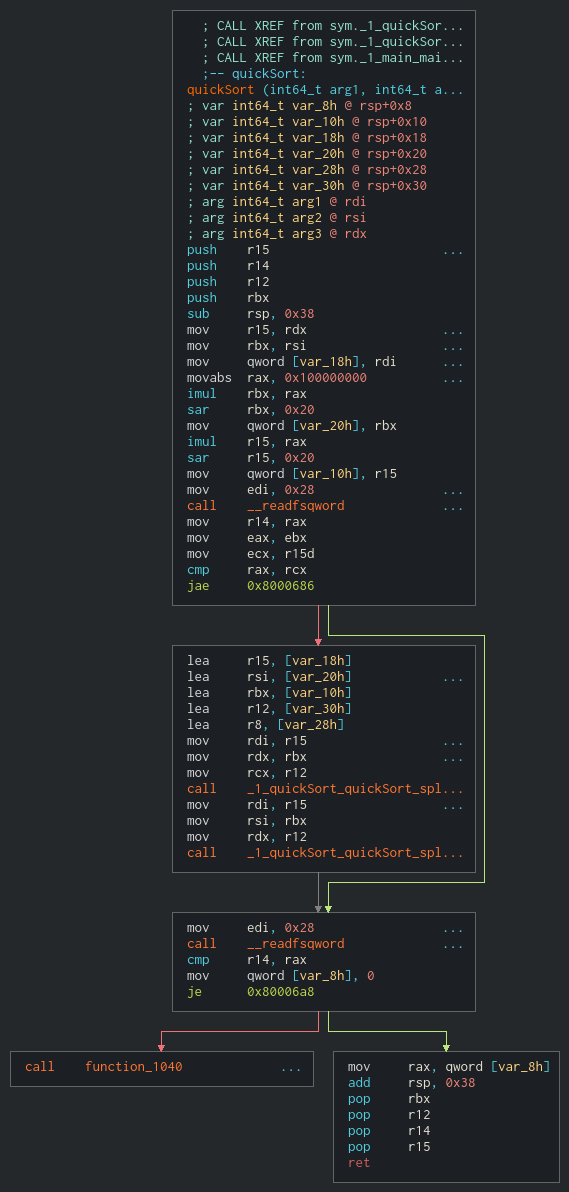 ; CALL XREF from sym._1_quickSor...
; CALL XREF from sym._1_quickSor...
; CALL XREF from sym._1_main_mai...
;-- quickSort:
quickSort (int64_t arg1, int64_t a...
; var int64_t var_8h @ rsp+0x8
; var int64_t var_10h @ rsp+0x10
; var int64_t var_18h @ rsp+0x18
; var int64_t var_20h @ rsp+0x20
; var int64_t var_28h @ rsp+0x28
; var int64_t var_30h @ rsp+0x30
; arg int64_t arg1 @ rdi
; arg int64_t arg2 @ rsi
; arg int64_t arg3 @ rdx
push r15 ...
push r14
push r12
push rbx
sub rsp, 0x38
mov r15, rdx ...
mov rbx, rsi ...
mov qword [var_18h], rdi ...
movabs rax, 0x100000000 ...
imul rbx, rax
sar rbx, 0x20
mov qword [var_20h], rbx
imul r15, rax
sar r15, 0x20
mov qword [var_10h], r15
mov edi, 0x28 ...
call __readfsqword ...
mov r14, rax
mov eax, ebx
mov ecx, r15d
cmp rax, rcx
jae 0x8000686
lea r15, [var_18h]
lea rsi, [var_20h] ...
lea rbx, [var_10h]
lea r12, [var_30h]
lea r8, [var_28h]
mov rdi, r15 ...
mov rdx, rbx ...
mov rcx, r12
call _1_quickSort_quickSort_spl...
mov rdi, r15 ...
mov rsi, rbx
mov rdx, r12
call _1_quickSort_quickSort_spl...
mov edi, 0x28 ...
call __readfsqword ...
cmp r14, rax
mov qword [var_8h], 0
je 0x80006a8
call function_1040 ...
mov rax, qword [var_8h]
add rsp, 0x38
pop rbx
pop r12
pop r14
pop r15
ret